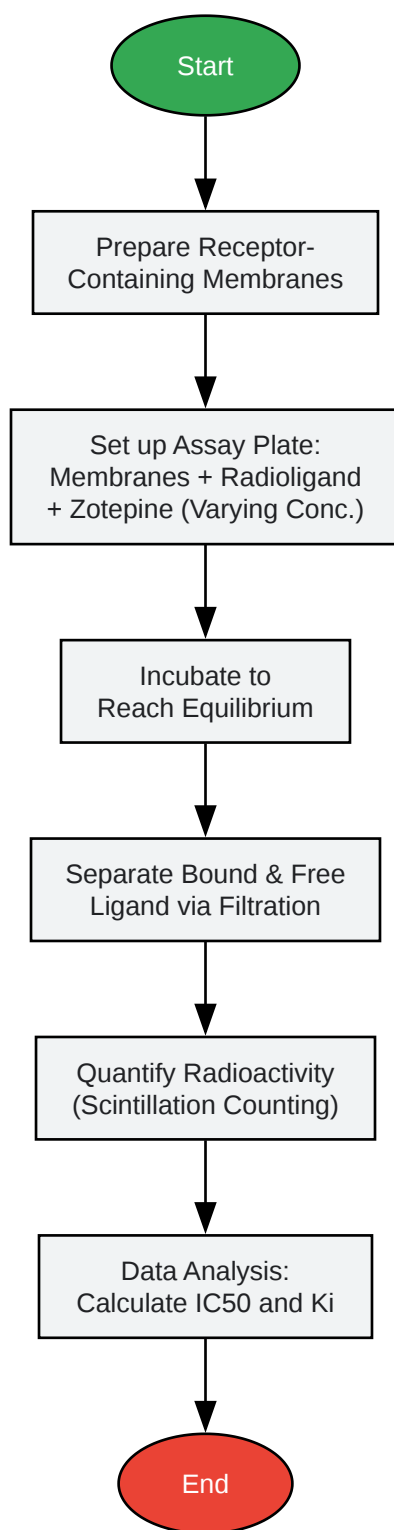 Start
Prepare Receptor-
Containing Membranes
Set up Assay Plate:
Membranes + Radioligand
+ Zotepine (Varying Conc.)
Incubate to
Reach Equilibrium
Separate Bound & Free
Ligand via Filtration
Quantify Radioactivity
(Scintillation Counting)
Data Analysis:
Calculate IC50 and Ki
End